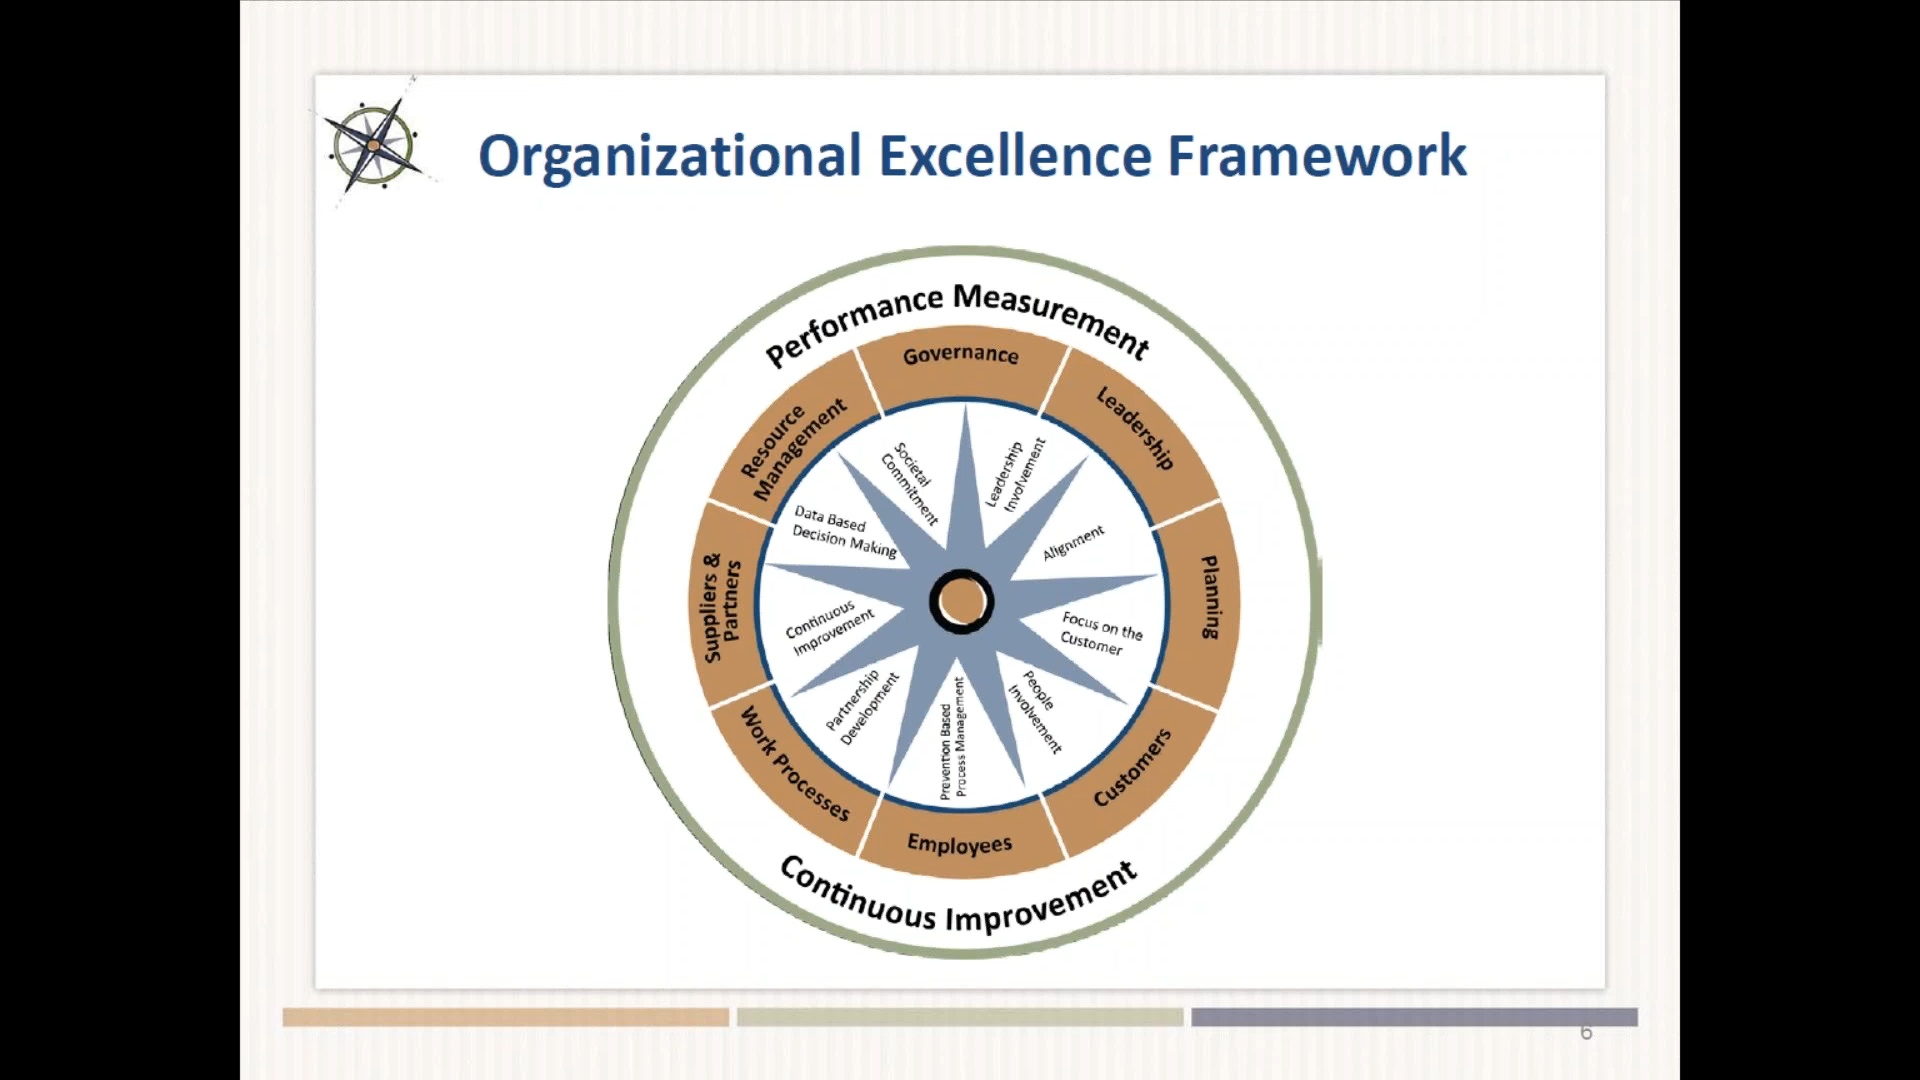 Organizational Excellence Framework
Performance Measurement
Governance
Leadership
Planning
Customers
Employees
Work Processes
Suppliers &
Partners
Resource
Management
Leadership
Involvement
Alignment
Focus on the
Customer
People
Involvement
Prevention Based
Process Management
Partnership
Development
Continuous
Improvement
Data Based
Decision Making
Societal
Commitment
Continuous Improvement
6